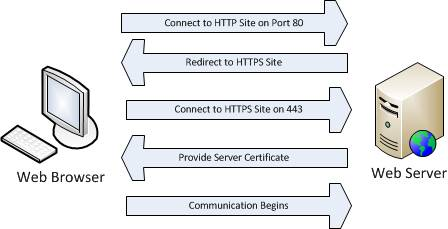 Connect to HTTP Site on Port 80
Redirect to HTTPS Site
Connect to HTTPS Site on 443
Provide Server Certificate
Communication Begins
Web Browser
Web Server